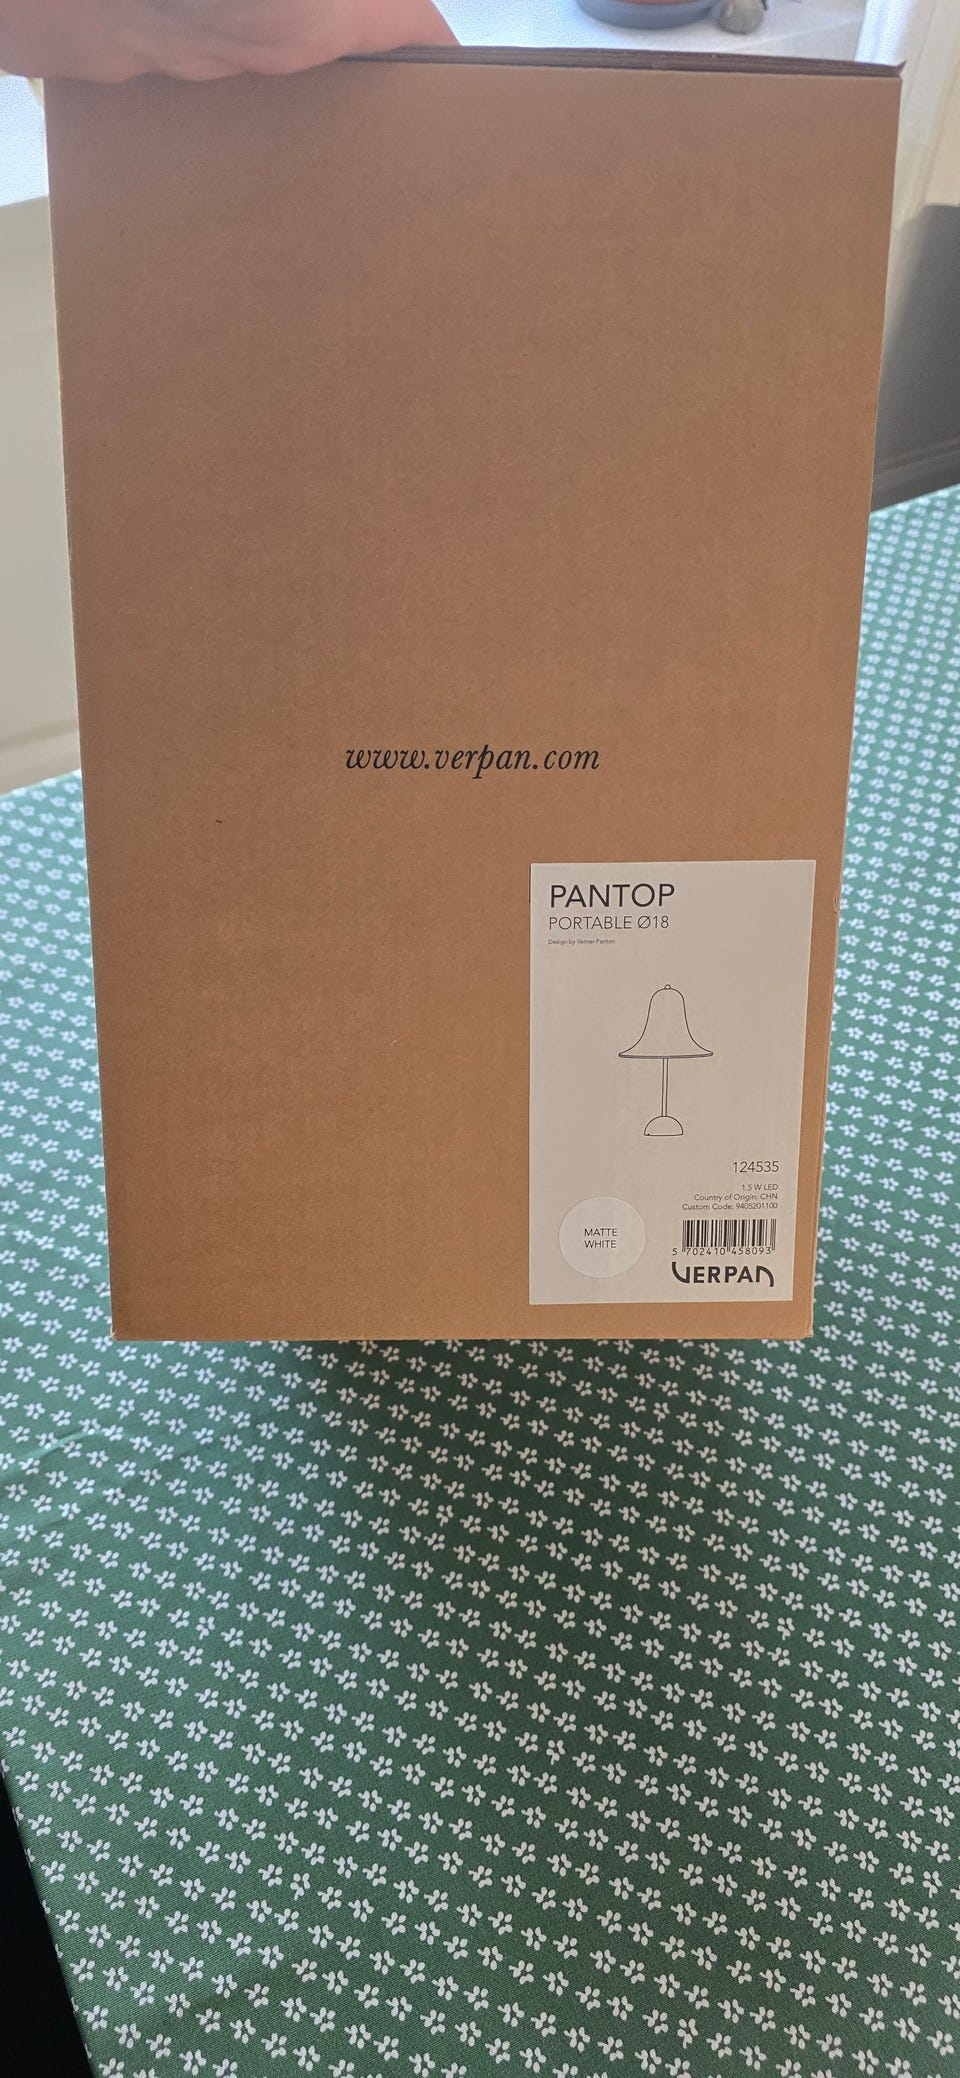 www.verpan.com
PANTOP
PORTABLE Ø18
Design by Verner Panton
124535
1.5 W LED
Country of Origin: CHN
Custom Code: 9405201100
MATTE
WHITE
5 702410 458093
VERPAN